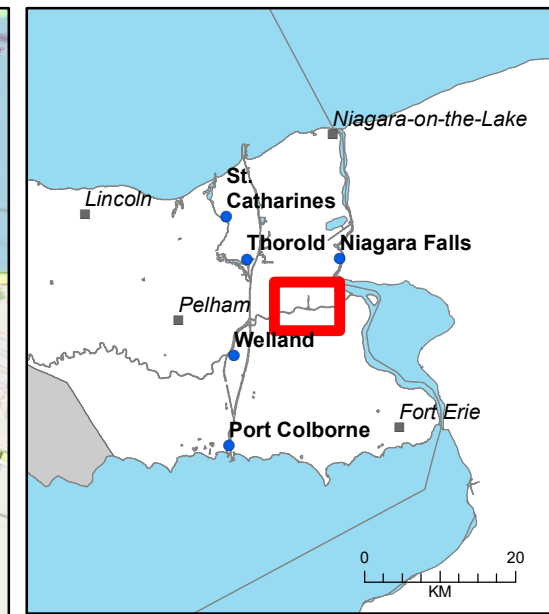 Niagara-on-the-Lake
St.
Catharines
Lincoln
Thorold
Niagara Falls
Pelham
Welland
Fort Erie
Port Colborne
0 20
KM